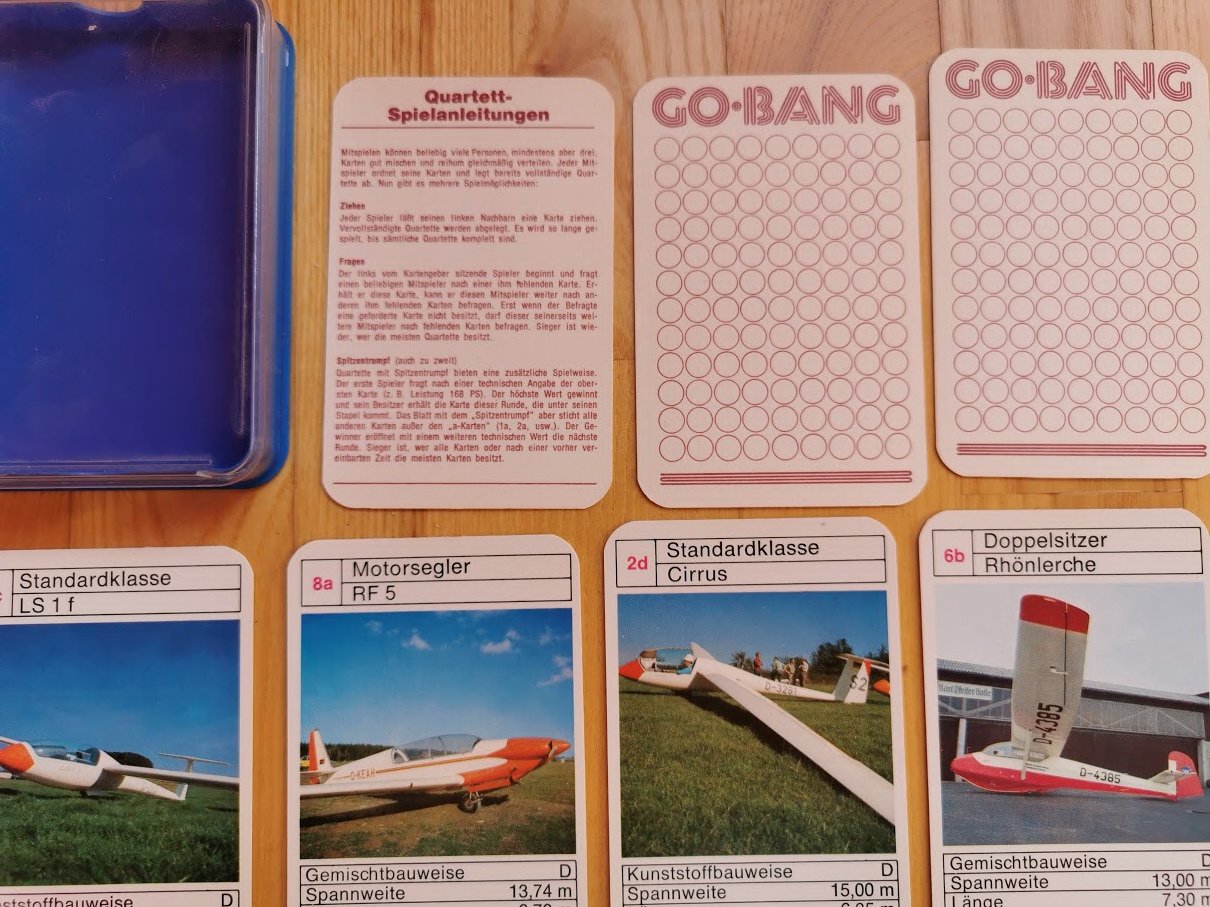 Quartett-
Spielanleitungen
Mitspielen können beliebig viele Personen, mindestens aber drei.
Karten gut mischen und reihum gleichmäßig verteilen. Jeder Mit-
spieler ordnet seine Karten und legt bereits vollständige Quar-
tette ab. Nun gibt es mehrere Spielmöglichkeiten:
Ziehen
Jeder Spieler läßt seinen linken Nachbarn eine Karte ziehen.
Vervollständigte Quartette werden abgelegt. Es wird so lange ge-
spielt, bis sämtliche Quartette komplett sind.
Fragen
Der links vom Kartengeber sitzende Spieler beginnt und fragt
einen beliebigen Mitspieler nach einer ihm fehlenden Karte. Er-
hält er diese Karte, kann er diesen Mitspieler weiter nach an-
deren ihm fehlenden Karten befragen. Erst wenn der Befragte
eine geforderte Karte nicht besitzt, darf dieser seinerseits wei-
tere Mitspieler nach fehlenden Karten befragen. Sieger ist wie-
der, wer die meisten Quartette besitzt.
Spitzentrumpf (auch zu zweit)
Quartette mit Spitzentrumpf bieten eine zusätzliche Spielweise.
Der erste Spieler fragt nach einer technischen Angabe der ober-
sten Karte (z. B. Leistung 168 PS). Der höchste Wert gewinnt
und sein Besitzer erhält die Karte dieser Runde, die unter seinen
Stapel kommt. Das Blatt mit dem „Spitzentrumpf" aber sticht alle
anderen Karten außer den „a-Karten" (1a, 2a, usw.). Der Ge-
winner eröffnet mit einem weiteren technischen Wert die nächste
Runde. Sieger ist, wer alle Karten oder nach einer vorher ver-
einbarten Zeit die meisten Karten besitzt.
GO·BANG
GO·BANG
Standardklasse
LS 1 f
D
8a
Motorsegler
RF 5
D-KEAH
Gemischtbauweise D
Spannweite 13,74 m
2d
Standardklasse
Cirrus
D-3261
S2
Kunststoffbauweise D
Spannweite 15,00 m
6b
Doppelsitzer
Rhönlerche
D-4385
D-4385
Gemischtbauweise D
Spannweite 13,00 m
Länge 7,30 m